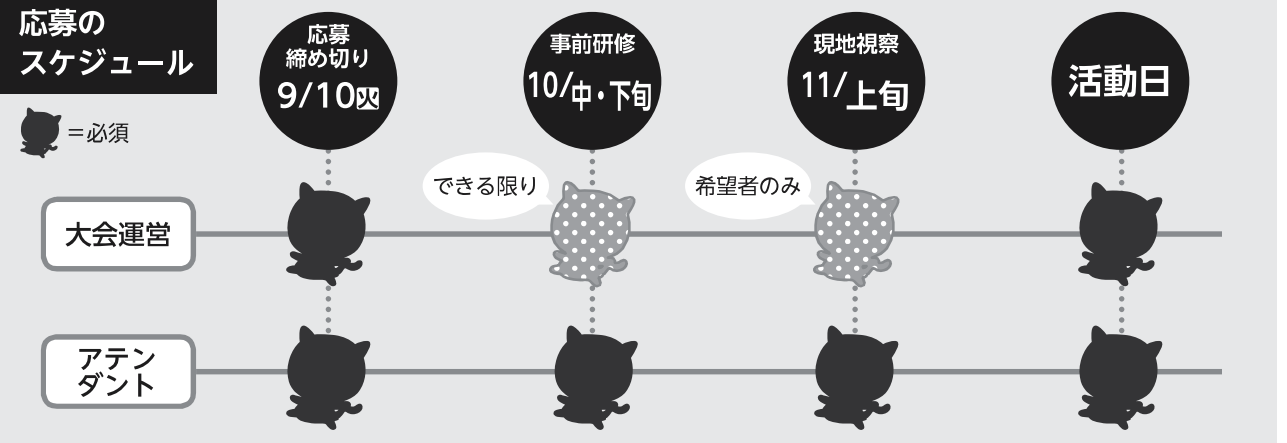 応募の
スケジュール
＝必須
応募
締め切り
9/10火
事前研修
10/中・下旬
現地視察
11/上旬
活動日
できる限り
希望者のみ
大会運営
アテン
ダント